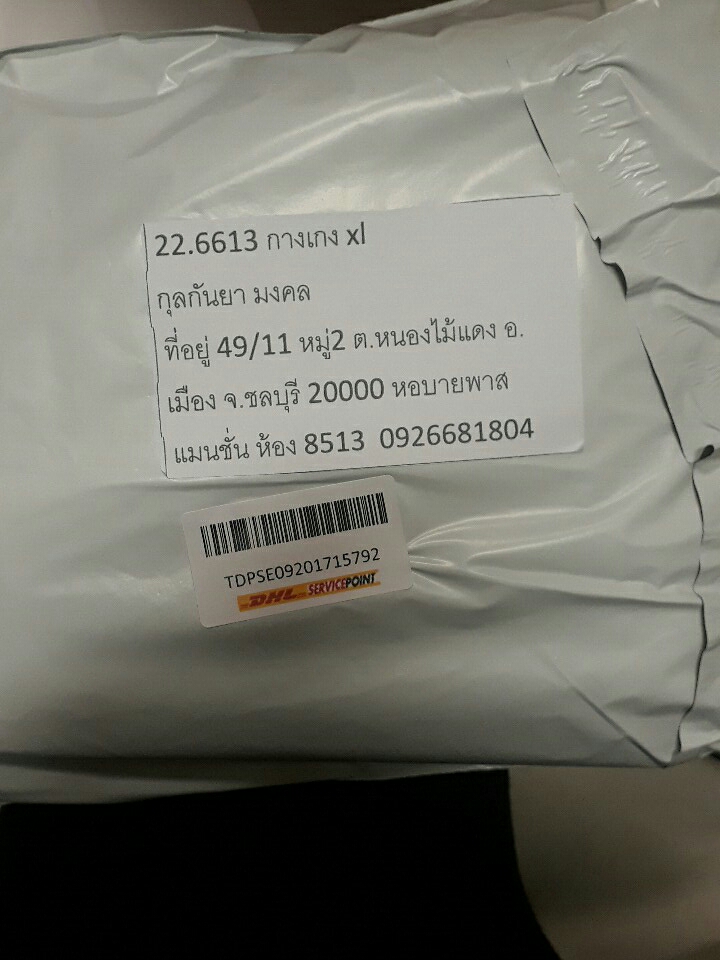 22.6613 กางเกง xl
กุลกันยา มงคล
ที่อยู่ 49/11 หมู่2 ต.หนองไม้แดง อ.
เมือง จ.ชลบุรี 20000 หอบายพาส
แมนชั่น ห้อง 8513 0926681804
TDPSE09201715792
DHL SERVICEPOINT